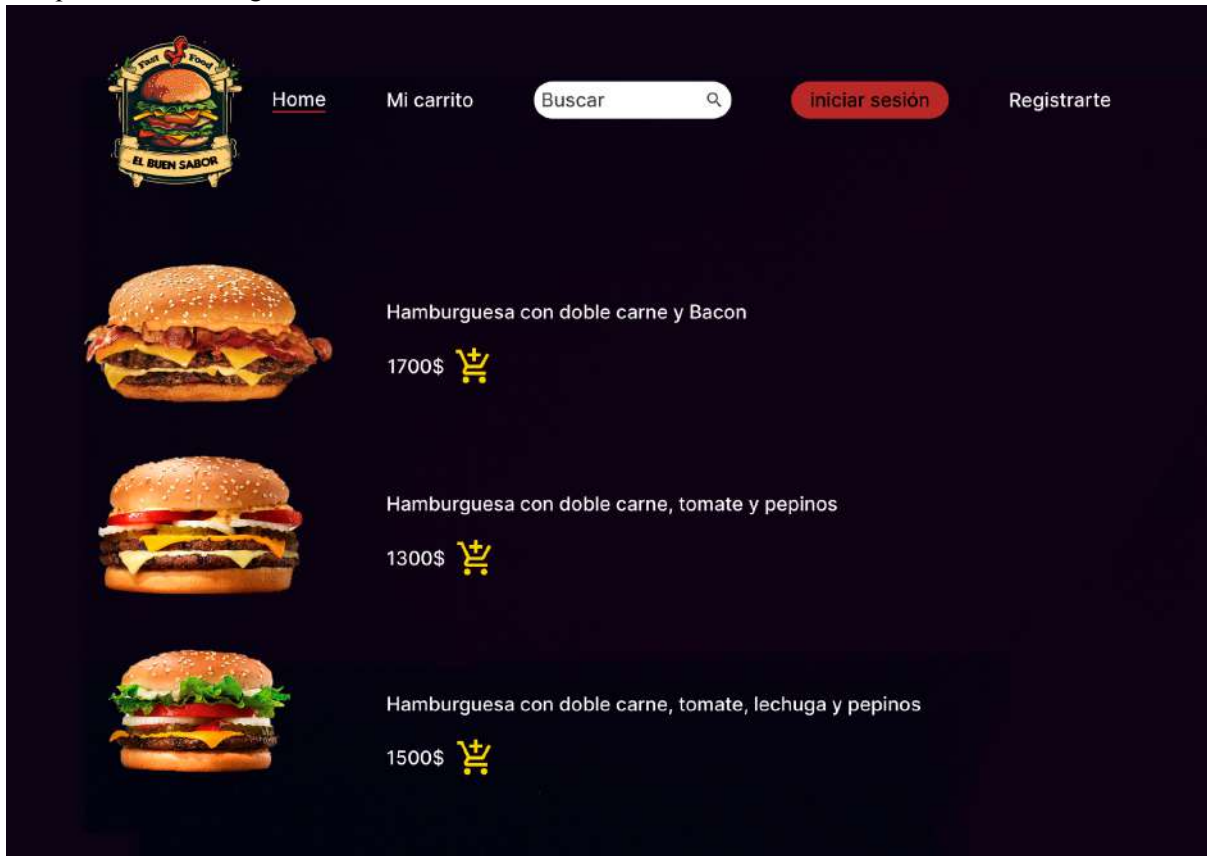 Fast Food
EL BUEN SABOR
Home
Mi carrito
Buscar
iniciar sesión
Registrarte
Hamburguesa con doble carne y Bacon
1700$
Hamburguesa con doble carne, tomate y pepinos
1300$
Hamburguesa con doble carne, tomate, lechuga y pepinos
1500$